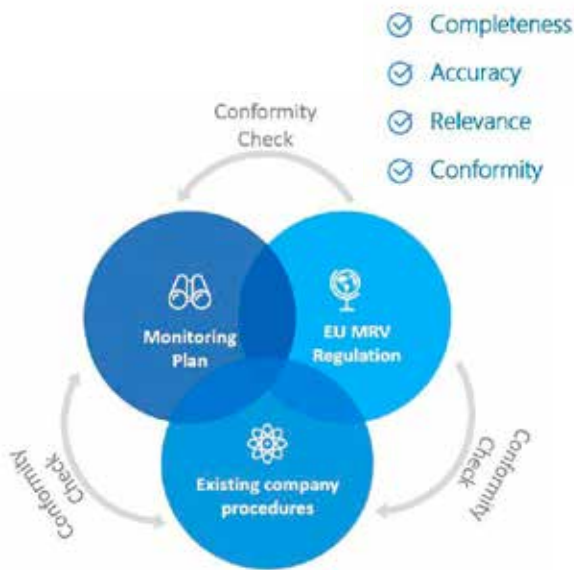 Completeness
Accuracy
Relevance
Conformity
Conformity
Check
Monitoring
Plan
EU MRV
Regulation
Existing company
procedures
Conformity
Check
Conformity
Check